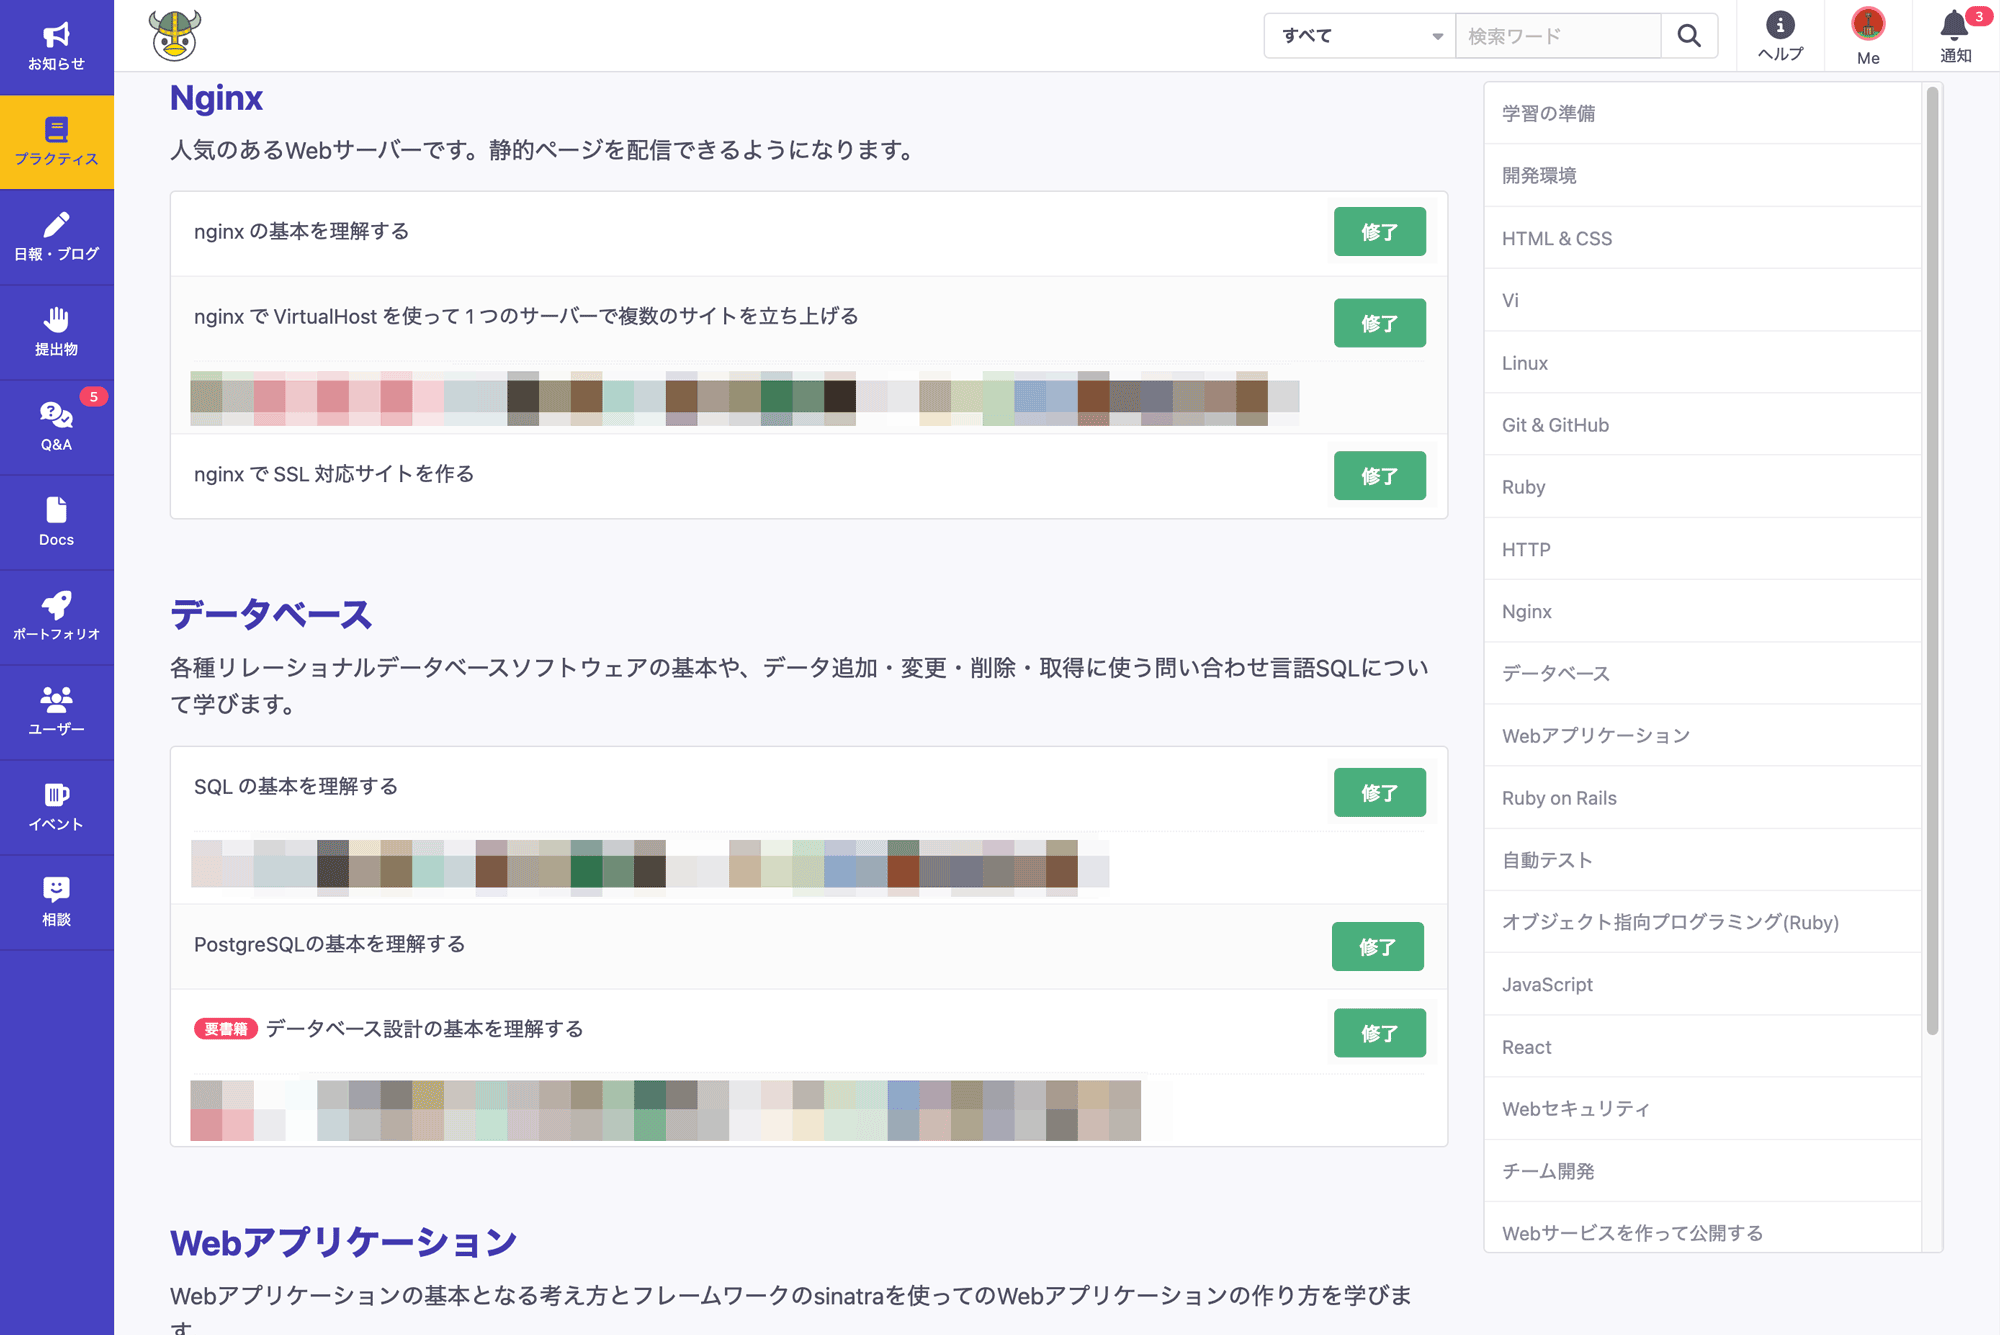 お知らせ
プラクティス
日報・ブログ
提出物
5
Q&A
Docs
ポートフォリオ
ユーザー
イベント
相談
すべて
検索ワード
ヘルプ
Me
3
通知
Nginx
人気のあるWebサーバーです。静的ページを配信できるようになります。
nginx の基本を理解する
修了
nginx で VirtualHost を使って 1 つのサーバーで複数のサイトを立ち上げる
修了
nginx で SSL 対応サイトを作る
修了
データベース
各種リレーショナルデータベースソフトウェアの基本や、データ追加・変更・削除・取得に使う問い合わせ言語SQLについ
て学びます。
SQL の基本を理解する
修了
PostgreSQLの基本を理解する
修了
要書籍 データベース設計の基本を理解する
修了
Webアプリケーション
Webアプリケーションの基本となる考え方とフレームワークのsinatraを使ってのWebアプリケーションの作り方を学びま
す
学習の準備
開発環境
HTML & CSS
Vi
Linux
Git & GitHub
Ruby
HTTP
Nginx
データベース
Webアプリケーション
Ruby on Rails
自動テスト
オブジェクト指向プログラミング(Ruby)
JavaScript
React
Webセキュリティ
チーム開発
Webサービスを作って公開する